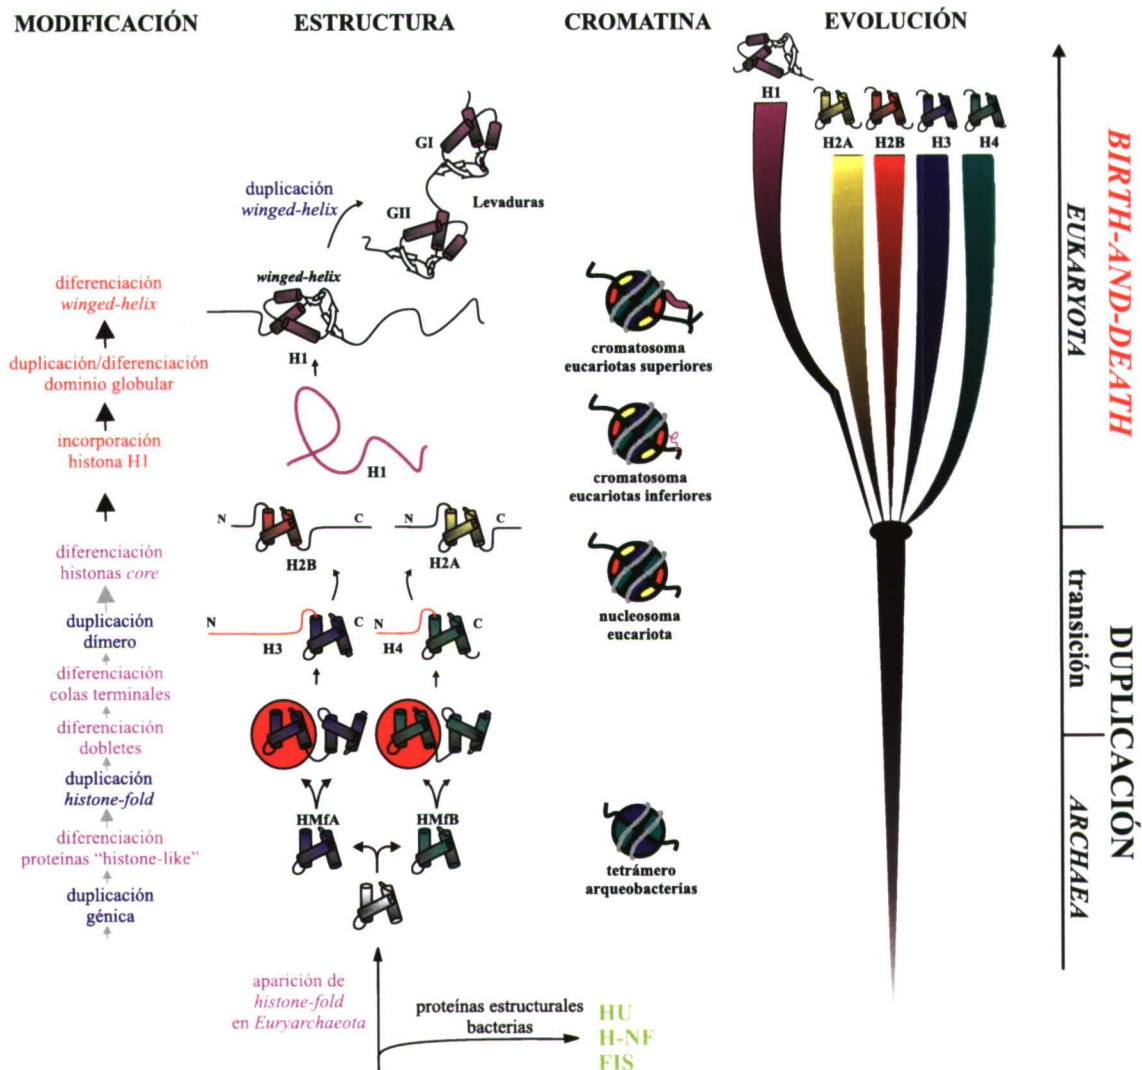 MODIFICACIÓN
ESTRUCTURA
CROMATINA
EVOLUCIÓN
diferenciación
winged-helix
duplicación/diferenciación
dominio globular
incorporación
histona H1
diferenciación
histonas core
duplicación
dímero
diferenciación
colas terminales
diferenciación
dobletes
duplicación
histone-fold
diferenciación
proteínas “histone-like”
duplicación
génica
GI
duplicación
winged-helix
GII
Levaduras
winged-helix
H1
H1
N
C
H2B
N
C
H2A
N
H3
C
N
H4
C
HMfA
HMfB
aparición de
histone-fold
en Euryarchaeota
proteínas estructurales
bacterias
HU
H-NF
FIS
cromatosoma
eucariotas superiores
cromatosoma
eucariotas inferiores
nucleosoma
eucariota
tetrámero
arqueobacterias
H1
H2A
H2B
H3
H4
EUKARYOTA
BIRTH-AND-DEATH
transición
DUPLICACIÓN
ARCHAEA